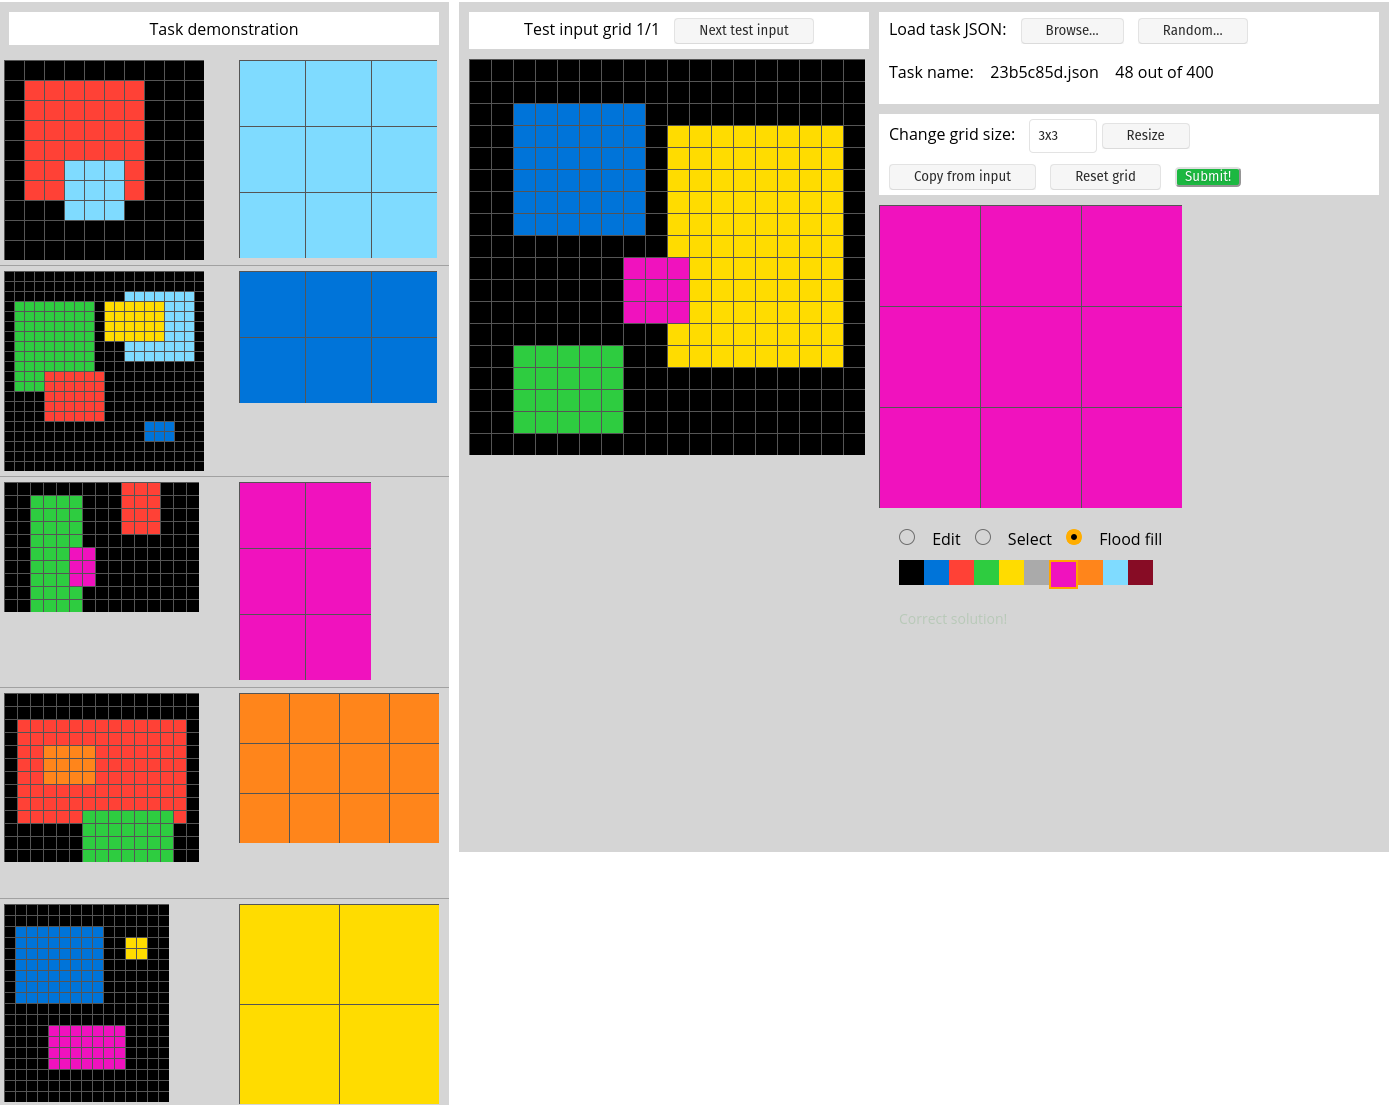 Task demonstration
Test input grid 1/1 Next test input
Load task JSON: Browse... Random...
Task name: 23b5c85d.json 48 out of 400
Change grid size: 3x3 Resize
Copy from input Reset grid Submit!
Edit Select Flood fill
Correct solution!